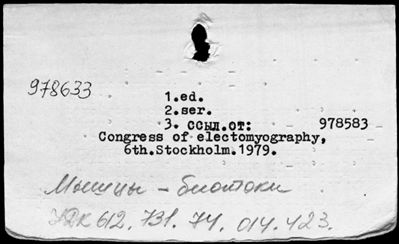 978633
1.ed.
2.ser.
3. ссыл.от: 978583
Congress of electomyography,
6th.Stockholm.1979.
Мышцы - биотоки
УДК 612. 731. 74. 014. 423.